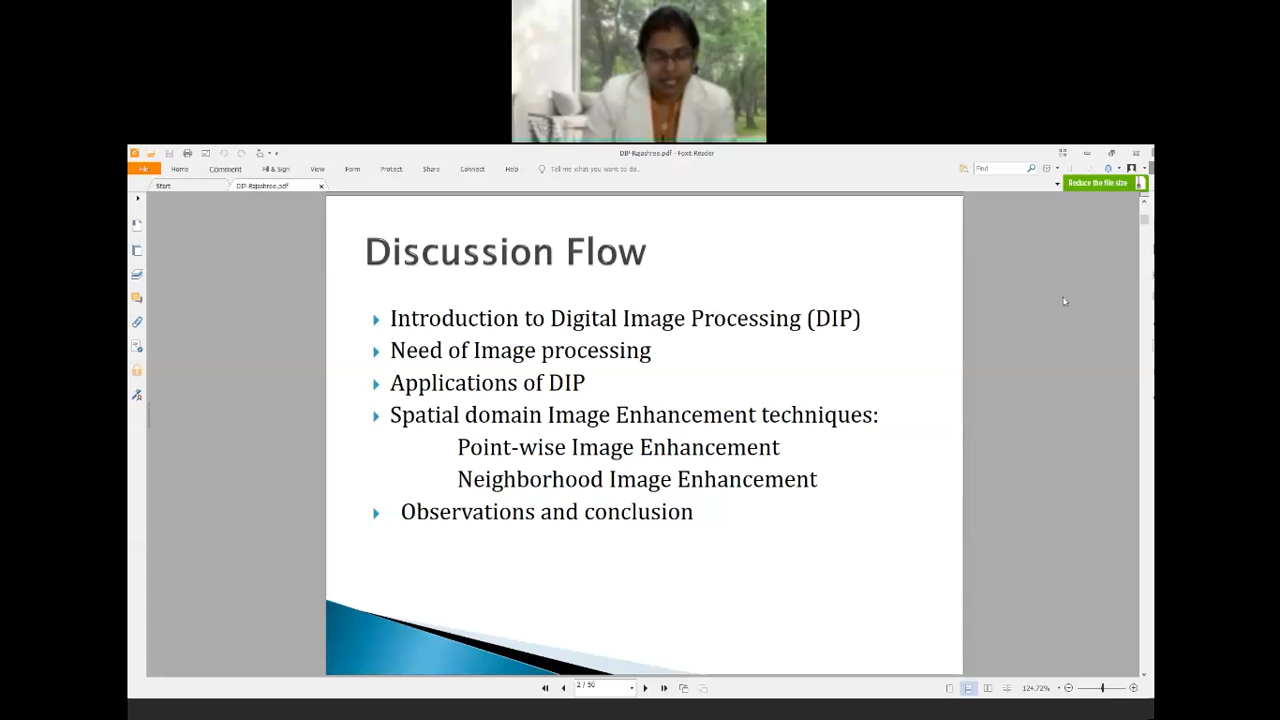 DIP-Rajashree.pdf - Foxit Reader
File Home Comment Fill & Sign View Form Protect Share Connect Help Tell me what you want to do.. Find
Start DIP-Rajashree.pdf Reduce the file size
Discussion Flow
Introduction to Digital Image Processing (DIP)
Need of Image processing
Applications of DIP
Spatial domain Image Enhancement techniques:
Point-wise Image Enhancement
Neighborhood Image Enhancement
Observations and conclusion
2 / 50 124.72%